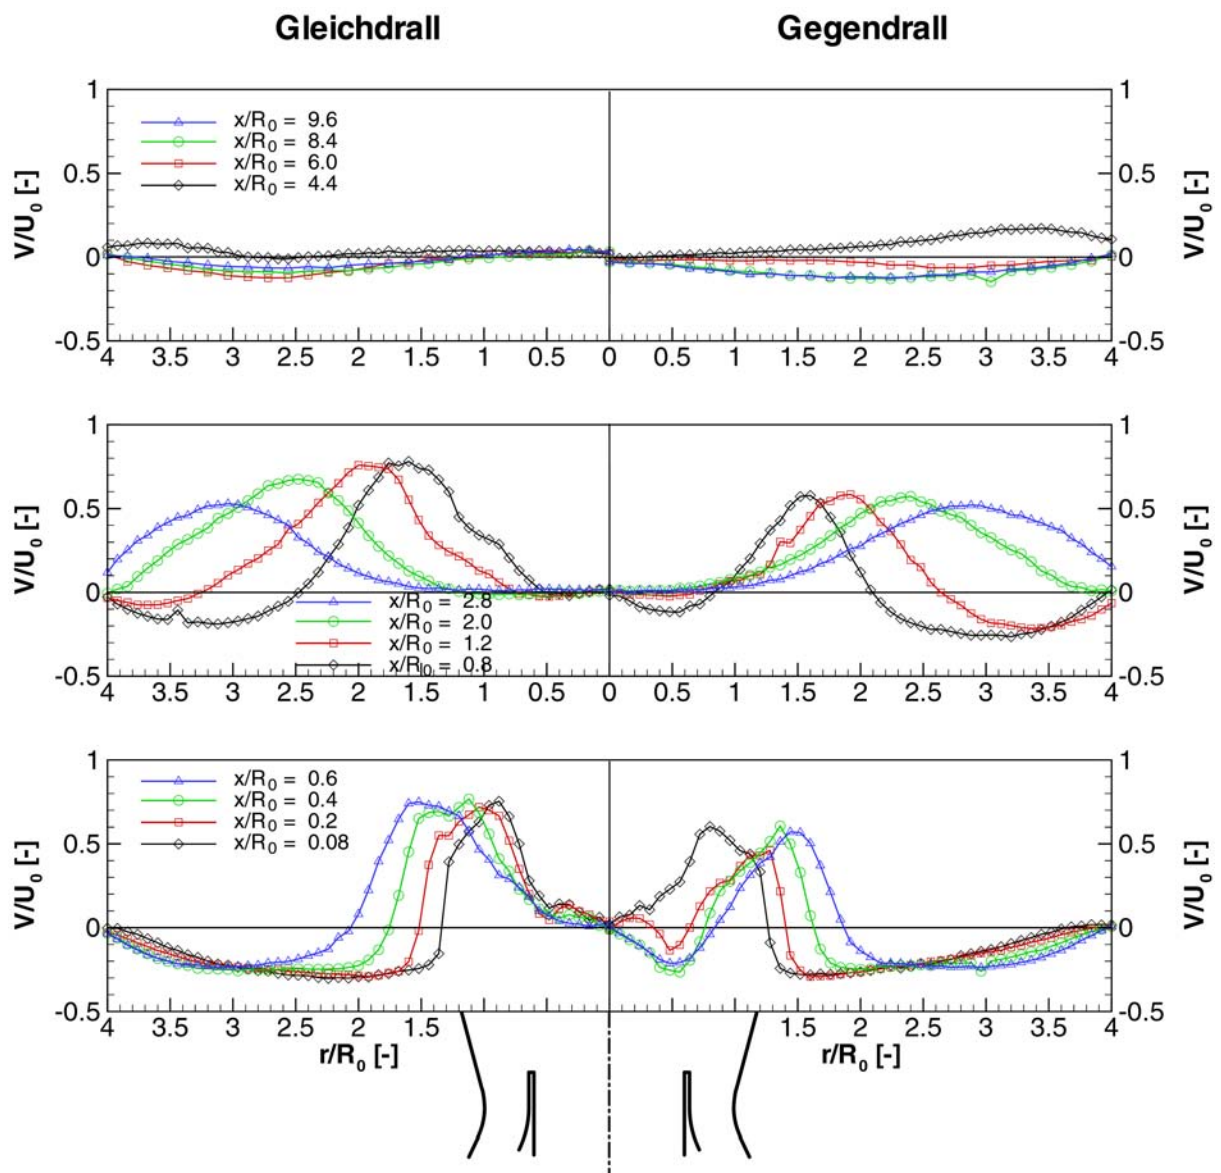 Gleichdrall Gegendrall
1 1
x/R0 = 9.6
x/R0 = 8.4
x/R0 = 6.0
x/R0 = 4.4
0.5 0.5
V/U0 [-] V/U0 [-]
0 0
-0.5 -0.5
4 3.5 3 2.5 2 1.5 1 0.5 0 0.5 1 1.5 2 2.5 3 3.5 4
1 1
0.5 0.5
V/U0 [-] V/U0 [-]
0 0
x/R0 = 2.8
x/R0 = 2.0
x/R0 = 1.2
x/R0 = 0.8
-0.5 -0.5
4 3.5 3 2.5 2 1.5 1 0.5 0 0.5 1 1.5 2 2.5 3 3.5 4
1 1
x/R0 = 0.6
x/R0 = 0.4
x/R0 = 0.2
x/R0 = 0.08
0.5 0.5
V/U0 [-] V/U0 [-]
0 0
-0.5 -0.5
4 3.5 3 2.5 2 1.5 1.5 2 2.5 3 3.5 4
r/R0 [-] r/R0 [-]